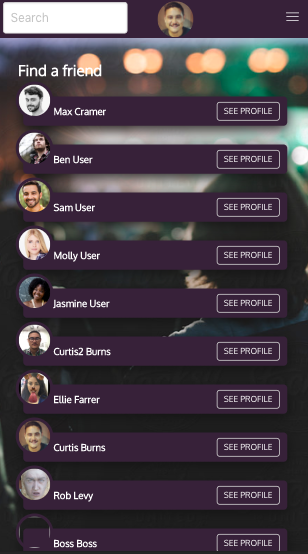 Search
Find a friend
Max Cramer SEE PROFILE
Ben User SEE PROFILE
Sam User SEE PROFILE
Molly User SEE PROFILE
Jasmine User SEE PROFILE
Curtis2 Burns SEE PROFILE
Ellie Farrer SEE PROFILE
Curtis Burns SEE PROFILE
Rob Levy SEE PROFILE
Boss Boss SEE PROFILE